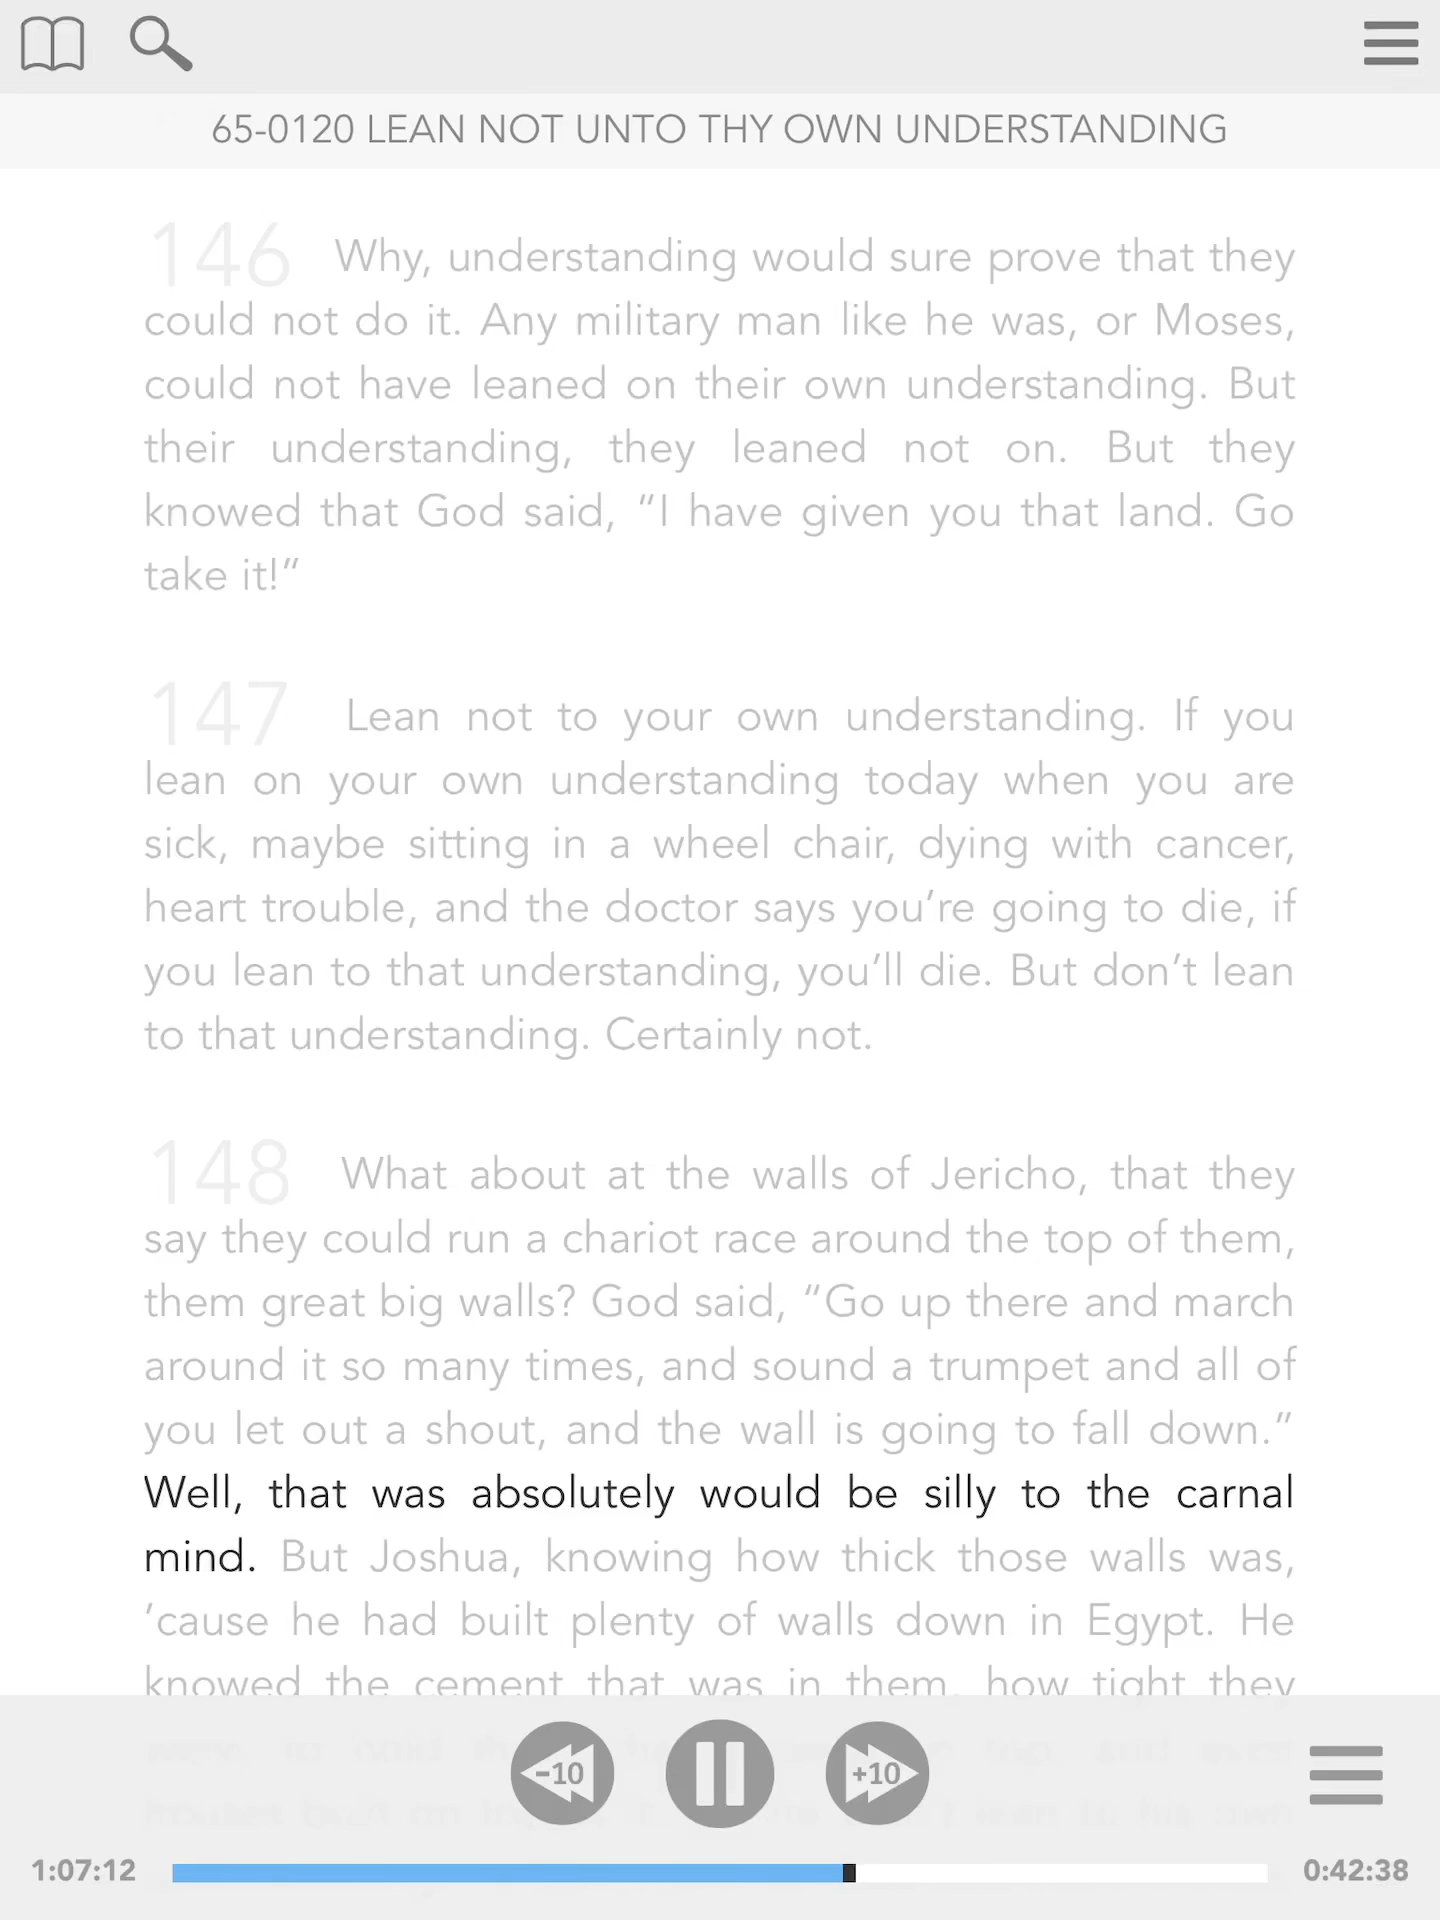 65-0120 LEAN NOT UNTO THY OWN UNDERSTANDING
146 Why, understanding would sure prove that they
could not do it. Any military man like he was, or Moses,
could not have leaned on their own understanding. But
their understanding, they leaned not on. But they
knowed that God said, “I have given you that land. Go
take it!”
147 Lean not to your own understanding. If you
lean on your own understanding today when you are
sick, maybe sitting in a wheel chair, dying with cancer,
heart trouble, and the doctor says you’re going to die, if
you lean to that understanding, you’ll die. But don’t lean
to that understanding. Certainly not.
148 What about at the walls of Jericho, that they
say they could run a chariot race around the top of them,
them great big walls? God said, “Go up there and march
around it so many times, and sound a trumpet and all of
you let out a shout, and the wall is going to fall down.”
Well, that was absolutely would be silly to the carnal
mind. But Joshua, knowing how thick those walls was,
’cause he had built plenty of walls down in Egypt. He
knowed the cement that was in them, how tight they
-10 +10
1:07:12 0:42:38